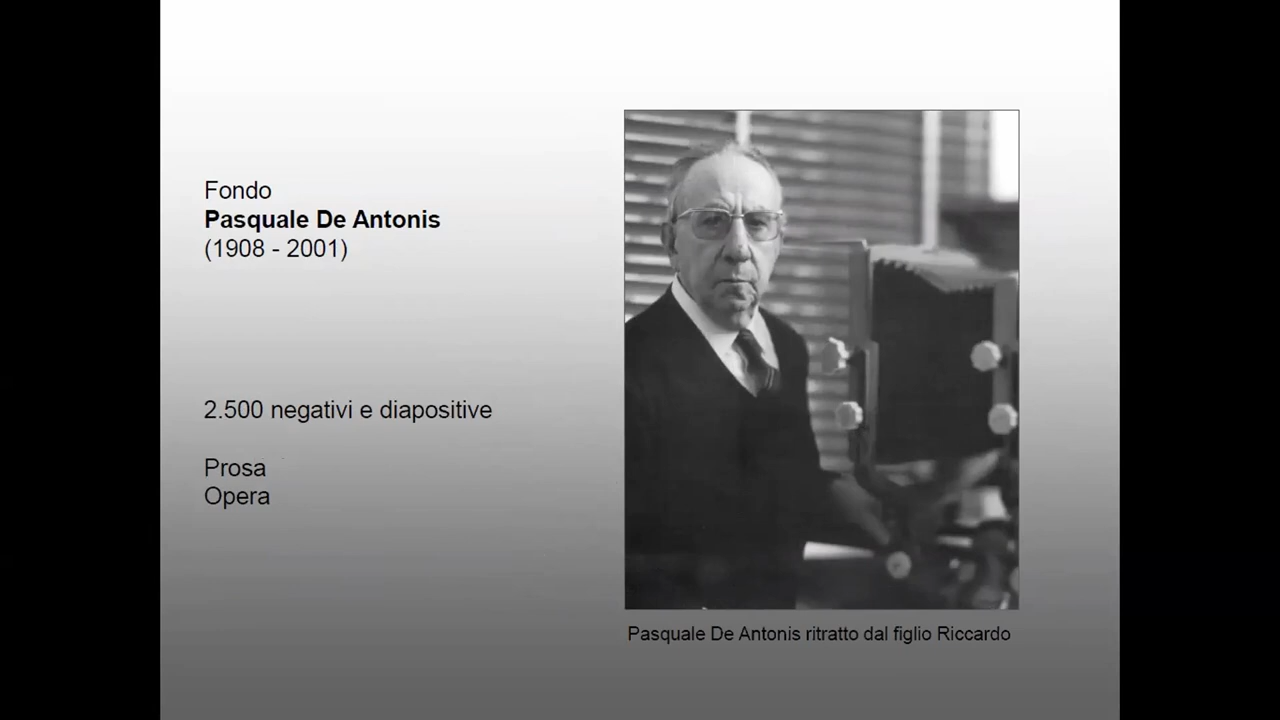 Fondo
Pasquale De Antonis
(1908 - 2001)
2.500 negativi e diapositive
Prosa
Opera
Pasquale De Antonis ritratto dal figlio Riccardo